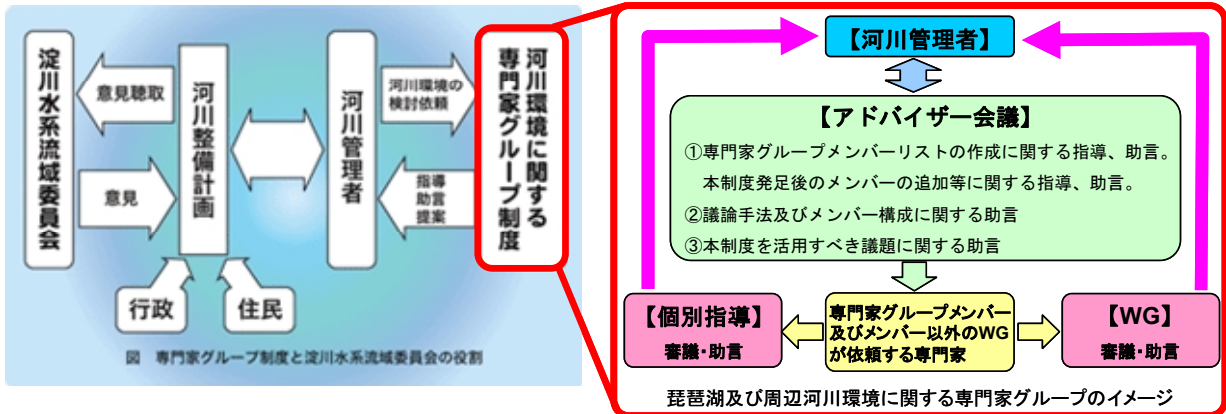 淀川水系流域委員会
意見聴取
意見
河川整備計画
行政
住民
河川管理者
河川環境の
検討依頼
指導
助言
提案
河川環境に関する
専門家グループ制度
図 専門家グループ制度と淀川水系流域委員会の役割
【河川管理者】
【アドバイザー会議】
①専門家グループメンバーリストの作成に関する指導、助言。
本制度発足後のメンバーの追加等に関する指導、助言。
②議論手法及びメンバー構成に関する助言
③本制度を活用すべき議題に関する助言
【個別指導】
審議・助言
専門家グループメンバー
及びメンバー以外のWG
が依頼する専門家
【WG】
審議・助言
琵琶湖及び周辺河川環境に関する専門家グループのイメージ